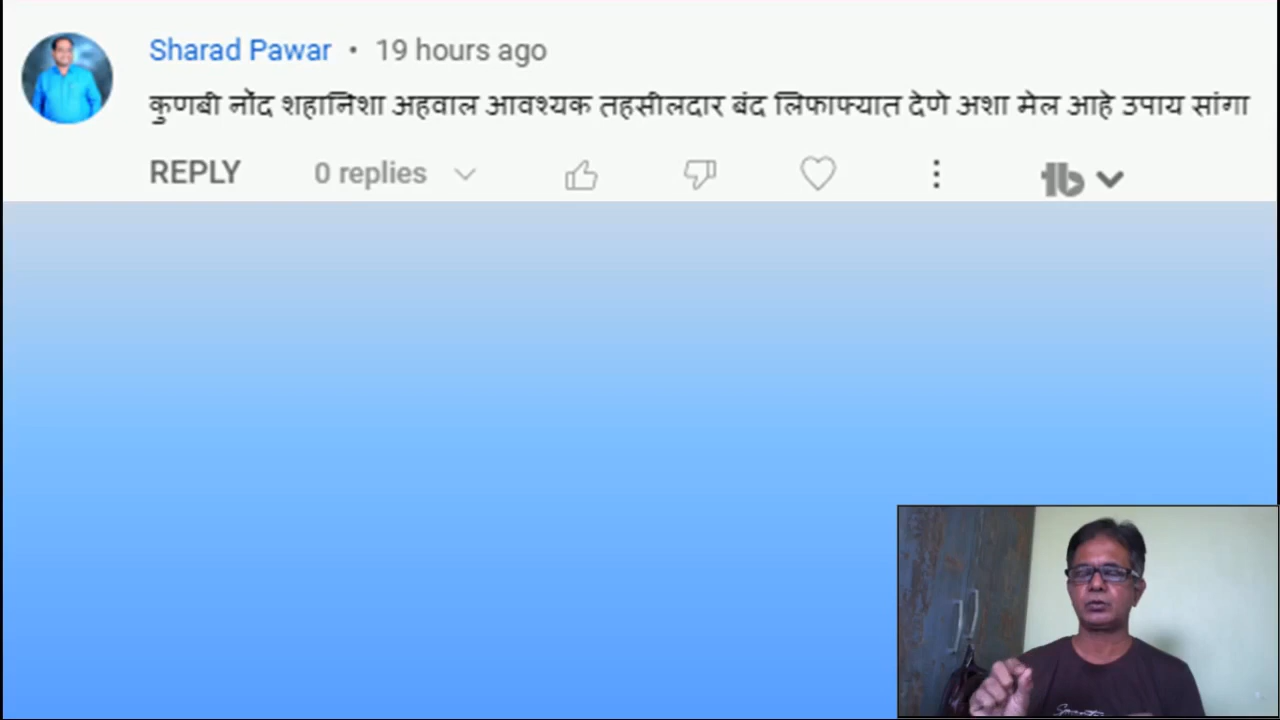 Sharad Pawar • 19 hours ago
कुणबी नोंद शहानिशा अहवाल आवश्यक तहसीलदार बंद लिफाफ्यात देणे अशा मेल आहे उपाय सांगा
REPLY 0 replies